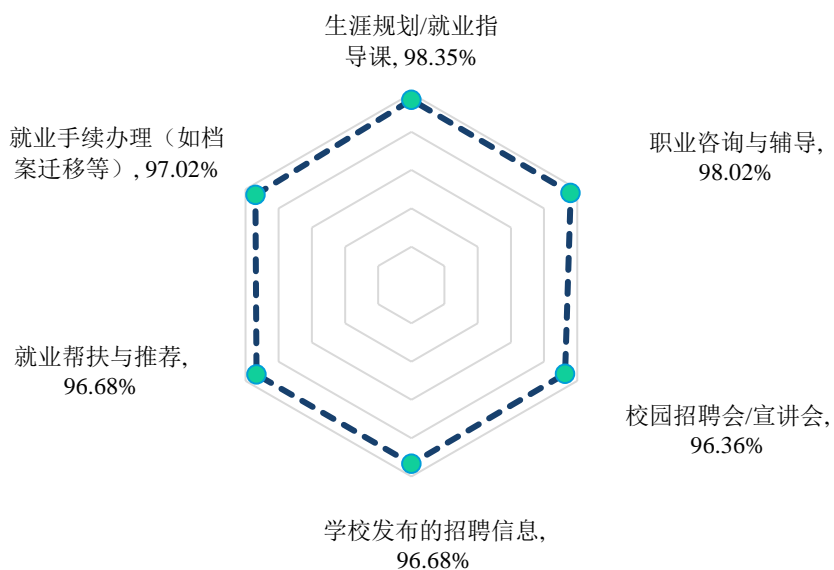 生涯规划/就业指
导课, 98.35%
职业咨询与辅导,
98.02%
校园招聘会/宣讲会,
96.36%
学校发布的招聘信息,
96.68%
就业帮扶与推荐,
96.68%
就业手续办理（如档
案迁移等）, 97.02%